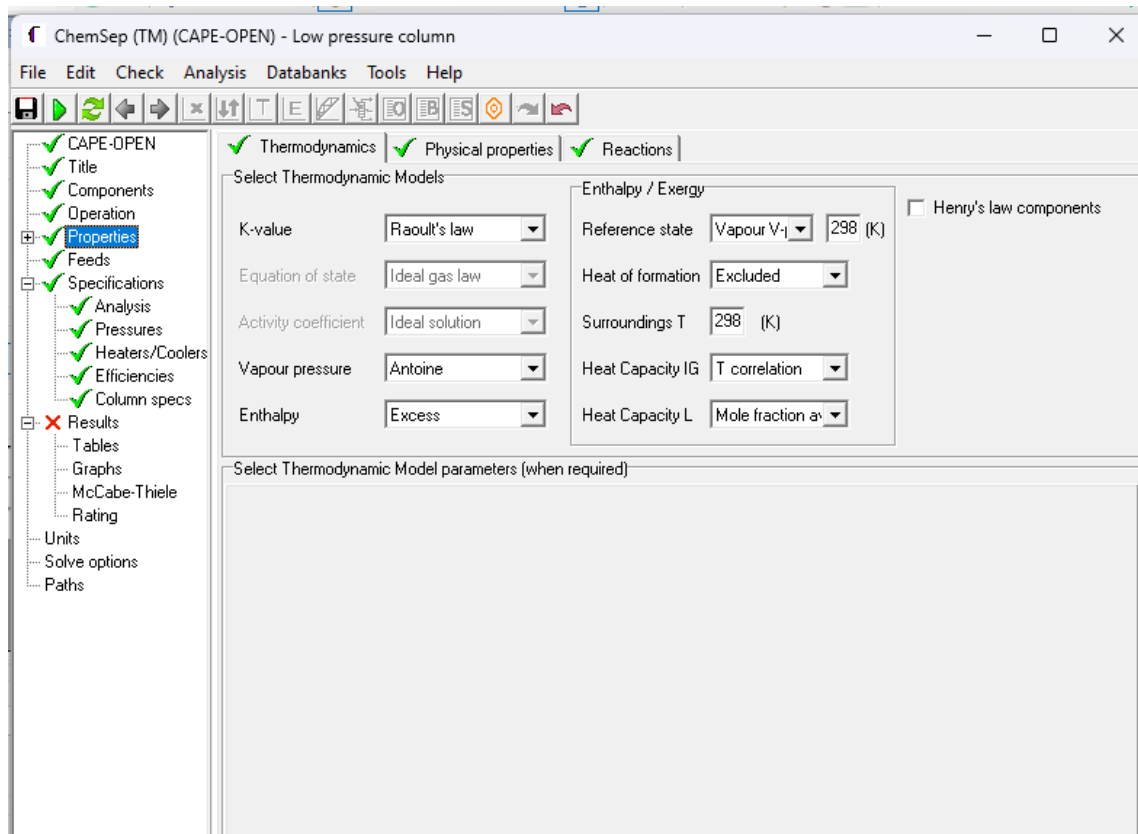 ChemSep (TM) (CAPE-OPEN) - Low pressure column
File Edit Check Analysis Databanks Tools Help
CAPE-OPEN
Title
Components
Operation
Properties
Feeds
Specifications
Analysis
Pressures
Heaters/Coolers
Efficiencies
Column specs
Results
Tables
Graphs
McCabe-Thiele
Rating
Units
Solve options
Paths
Thermodynamics Physical properties Reactions
Select Thermodynamic Models
K-value Raoult's law
Equation of state Ideal gas law
Activity coefficient Ideal solution
Vapour pressure Antoine
Enthalpy Excess
Enthalpy / Exergy
Reference state Vapour V- 298 (K)
Heat of formation Excluded
Surroundings T 298 (K)
Heat Capacity IG T correlation
Heat Capacity L Mole fraction a
Henry's law components
Select Thermodynamic Model parameters (when required)